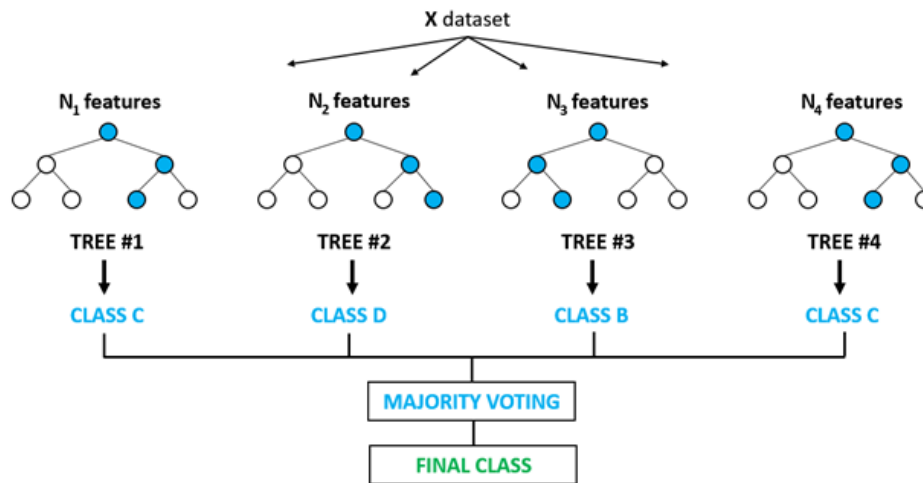 X dataset
N₁ features N₂ features N₃ features N₄ features
TREE #1 TREE #2 TREE #3 TREE #4
CLASS C CLASS D CLASS B CLASS C
MAJORITY VOTING
FINAL CLASS